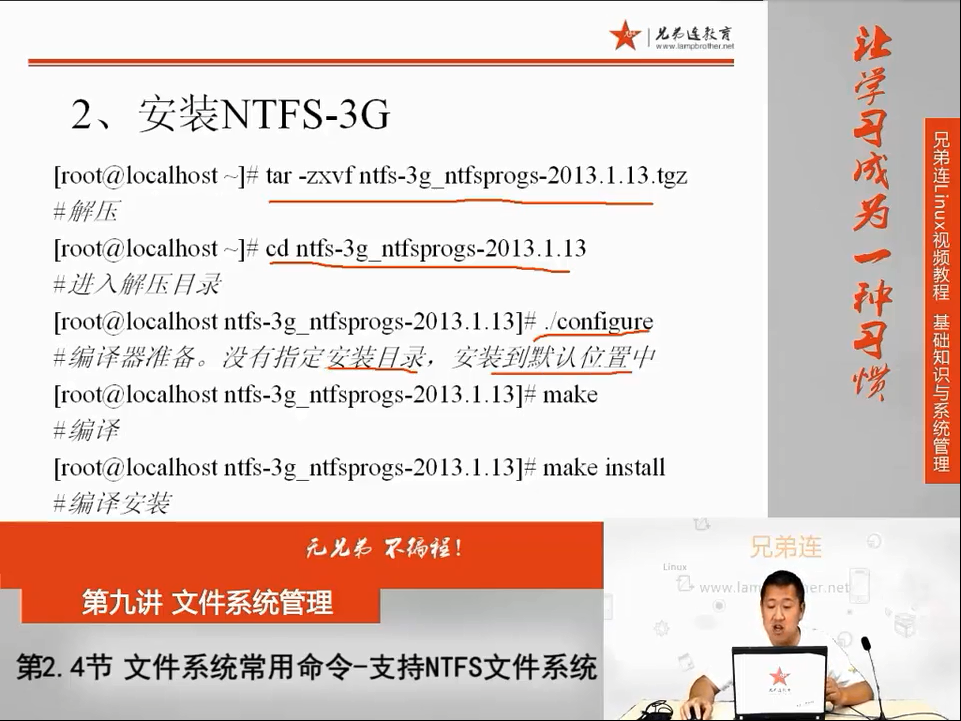 兄弟连教育
www.lampbrother.net
2、安装NTFS-3G
[root@localhost ~]# tar -zxvf ntfs-3g_ntfsprogs-2013.1.13.tgz
#解压
[root@localhost ~]# cd ntfs-3g_ntfsprogs-2013.1.13
#进入解压目录
[root@localhost ntfs-3g_ntfsprogs-2013.1.13]# ./configure
#编译器准备。没有指定安装目录，安装到默认位置中
[root@localhost ntfs-3g_ntfsprogs-2013.1.13]# make
#编译
[root@localhost ntfs-3g_ntfsprogs-2013.1.13]# make install
#编译安装
让学习成为一种习惯
兄弟连Linux视频教程 基础知识与系统管理
无兄弟 不编程!
第九讲 文件系统管理
第2.4节 文件系统常用命令-支持NTFS文件系统
兄弟连
Linux
www.lampbrother.net